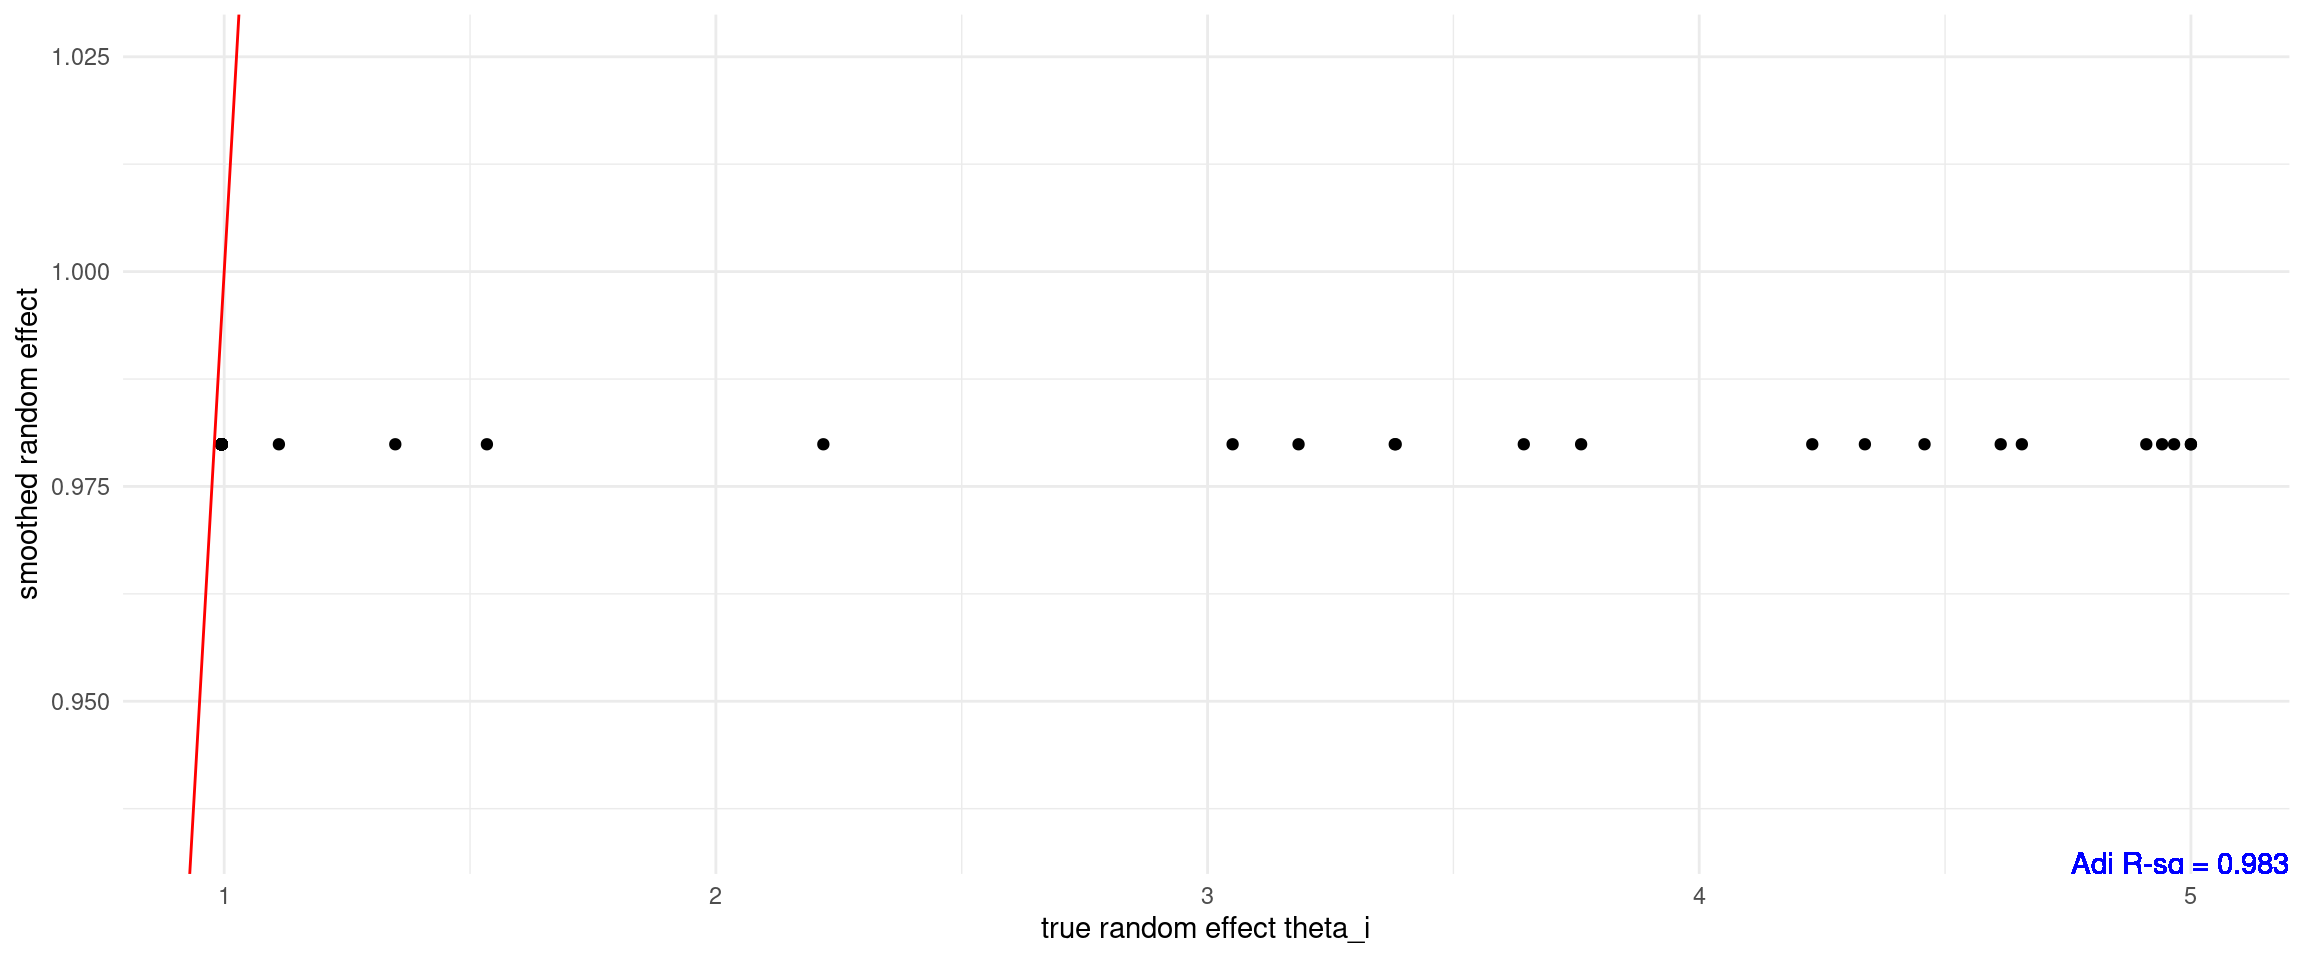 1.025
1.000
0.975
0.950
smoothed random effect
Adj R-sq = 0.983
1 2 3 4 5
true random effect theta_i